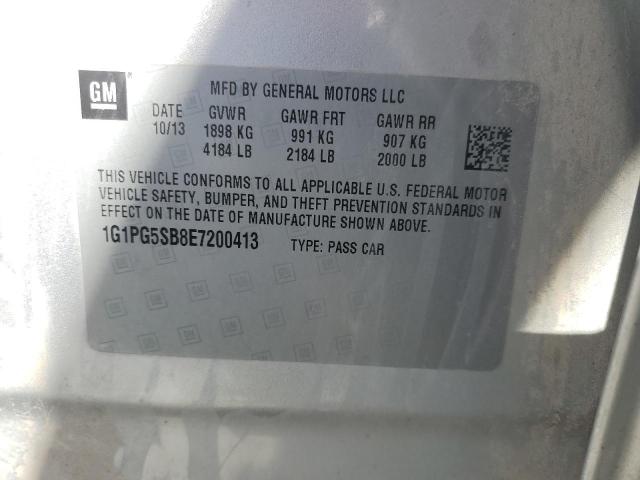 GM
MFD BY GENERAL MOTORS LLC
DATE GVWR GAWR FRT GAWR RR
10/13 1898 KG 991 KG 907 KG
4184 LB 2184 LB 2000 LB
THIS VEHICLE CONFORMS TO ALL APPLICABLE U.S. FEDERAL MOTOR
VEHICLE SAFETY, BUMPER, AND THEFT PREVENTION STANDARDS IN
EFFECT ON THE DATE OF MANUFACTURE SHOWN ABOVE.
1G1PG5SB8E7200413 TYPE: PASS CAR